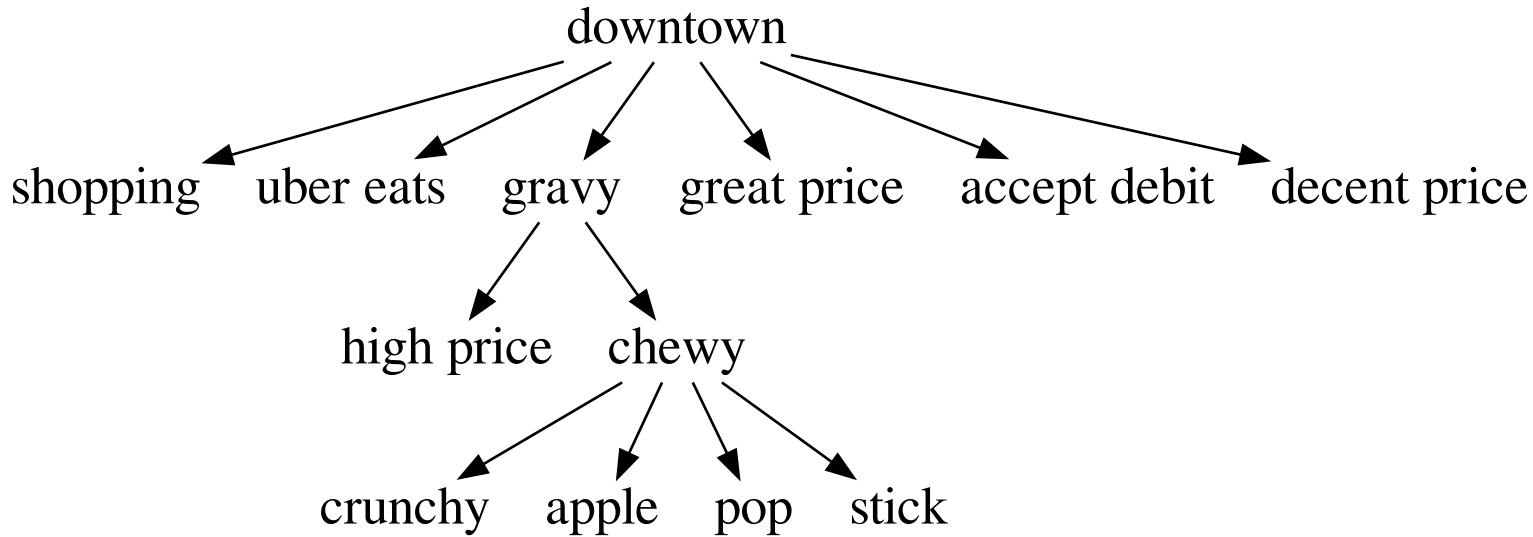 downtown
shopping uber eats gravy great price accept debit decent price
high price chewy
crunchy apple pop stick